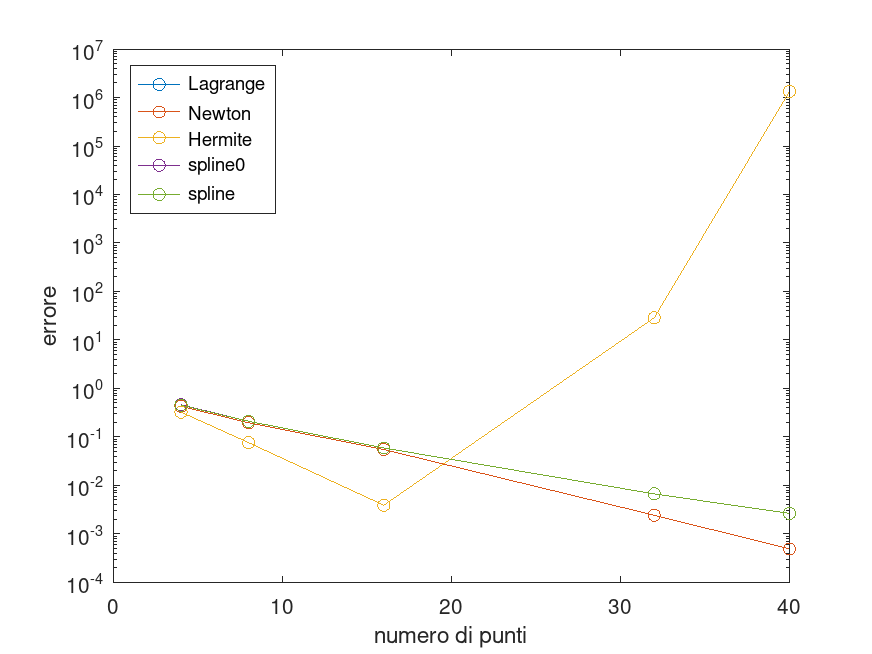 10^7
10^6
10^5
10^4
10^3
10^2
10^1
10^0
10^-1
10^-2
10^-3
10^-4
errore
Lagrange
Newton
Hermite
spline0
spline
0 10 20 30 40
numero di punti